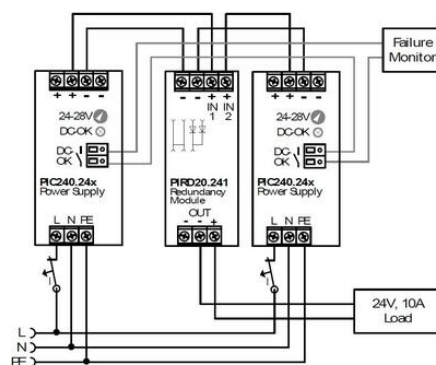 Failure
Monitor
+ + - -
- - + +
IN IN
1 2
+ + - -
24-28V
DC-OK
DC-
OK
PIC240.24x
Power Supply
L N PE
PIRD20.241
Redundancy
Module
OUT
- - +
24-28V
DC-OK
DC-
OK
PIC240.24x
Power Supply
L N PE
I
I
24V, 10A
Load
L
N
PE